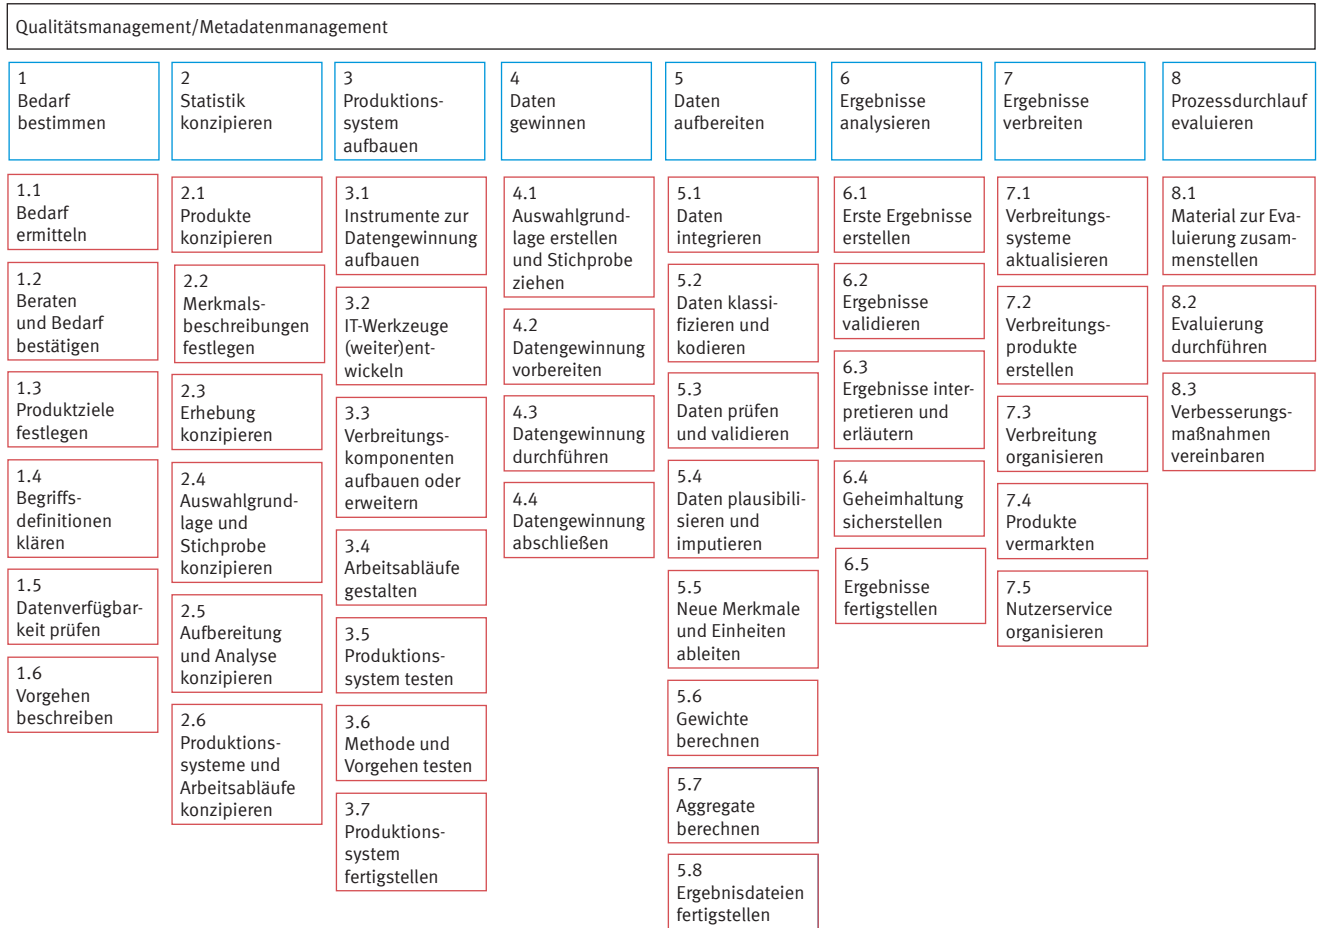 Qualitätsmanagement/Metadatenmanagement
1
Bedarf
bestimmen
2
Statistik
konzipieren
3
Produktions-
system
aufbauen
4
Daten
gewinnen
5
Daten
aufbereiten
6
Ergebnisse
analysieren
7
Ergebnisse
verbreiten
8
Prozessdurchlauf
evaluieren
1.1
Bedarf
ermitteln
1.2
Beraten
und Bedarf
bestätigen
1.3
Produktziele
festlegen
1.4
Begriffs-
definitionen
klären
1.5
Datenverfügbar-
keit prüfen
1.6
Vorgehen
beschreiben
2.1
Produkte
konzipieren
2.2
Merkmals-
beschreibungen
festlegen
2.3
Erhebung
konzipieren
2.4
Auswahlgrund-
lage und
Stichprobe
konzipieren
2.5
Aufbereitung
und Analyse
konzipieren
2.6
Produktions-
systeme und
Arbeitsabläufe
konzipieren
3.1
Instrumente zur
Datengewinnung
aufbauen
3.2
IT-Werkzeuge
(weiter)ent-
wickeln
3.3
Verbreitungs-
komponenten
aufbauen oder
erweitern
3.4
Arbeitsabläufe
gestalten
3.5
Produktions-
system testen
3.6
Methode und
Vorgehen testen
3.7
Produktions-
system
fertigstellen
4.1
Auswahlgrund-
lage erstellen
und Stichprobe
ziehen
4.2
Datengewinnung
vorbereiten
4.3
Datengewinnung
durchführen
4.4
Datengewinnung
abschließen
5.1
Daten
integrieren
5.2
Daten klassi-
fizieren und
kodieren
5.3
Daten prüfen
und validieren
5.4
Daten plausibili-
sieren und
imputieren
5.5
Neue Merkmale
und Einheiten
ableiten
5.6
Gewichte
berechnen
5.7
Aggregate
berechnen
5.8
Ergebnisdateien
fertigstellen
6.1
Erste Ergebnisse
erstellen
6.2
Ergebnisse
validieren
6.3
Ergebnisse inter-
pretieren und
erläutern
6.4
Geheimhaltung
sicherstellen
6.5
Ergebnisse
fertigstellen
7.1
Verbreitungs-
systeme
aktualisieren
7.2
Verbreitungs-
produkte
erstellen
7.3
Verbreitung
organisieren
7.4
Produkte
vermarkten
7.5
Nutzerservice
organisieren
8.1
Material zur Eva-
luierung zusam-
menstellen
8.2
Evaluierung
durchführen
8.3
Verbesserungs-
maßnahmen
vereinbaren